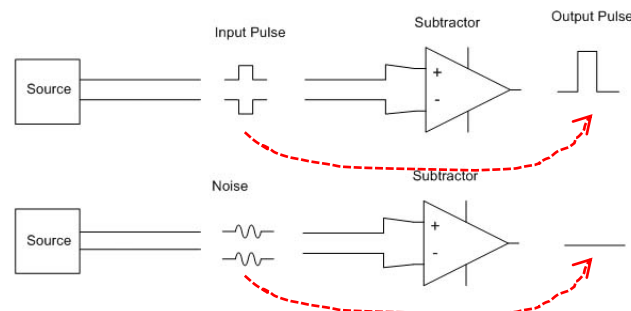 Output Pulse
Subtractor
Input Pulse
Source
+
-
Subtractor
Noise
Source
+
-